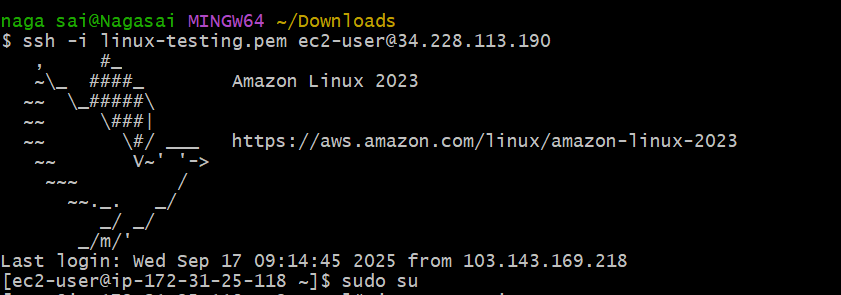 naga sai@Nagasai MINGW64 ~/Downloads
$ ssh -i linux-testing.pem ec2-user@34.228.113.190
   ,     #_
   ~\_  ####_        Amazon Linux 2023
  ~~  \_#####\
  ~~     \###|
  ~~       \#/ ___   https://aws.amazon.com/linux/amazon-linux-2023
   ~~       V~' '->
    ~~~         /
      ~~._.   _/
         _/ _/
       _/m/'
Last login: Wed Sep 17 09:14:45 2025 from 103.143.169.218
[ec2-user@ip-172-31-25-118 ~]$ sudo su